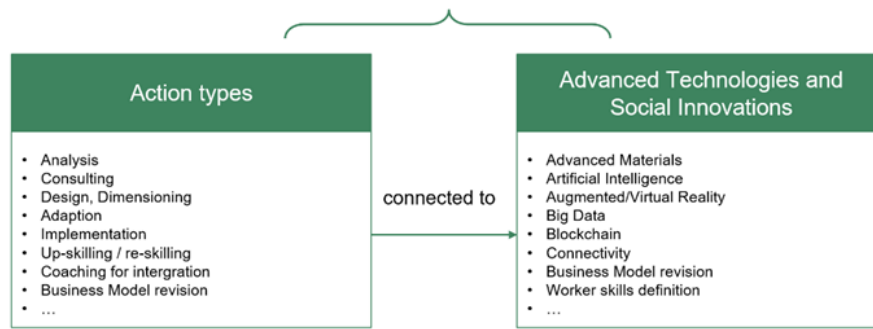 Action types
• Analysis
• Consulting
• Design, Dimensioning
• Adaption
• Implementation
• Up-skilling / re-skilling
• Coaching for intergration
• Business Model revision
• ...
connected to
Advanced Technologies and
Social Innovations
• Advanced Materials
• Artificial Intelligence
• Augmented/Virtual Reality
• Big Data
• Blockchain
• Connectivity
• Business Model revision
• Worker skills definition
• ...